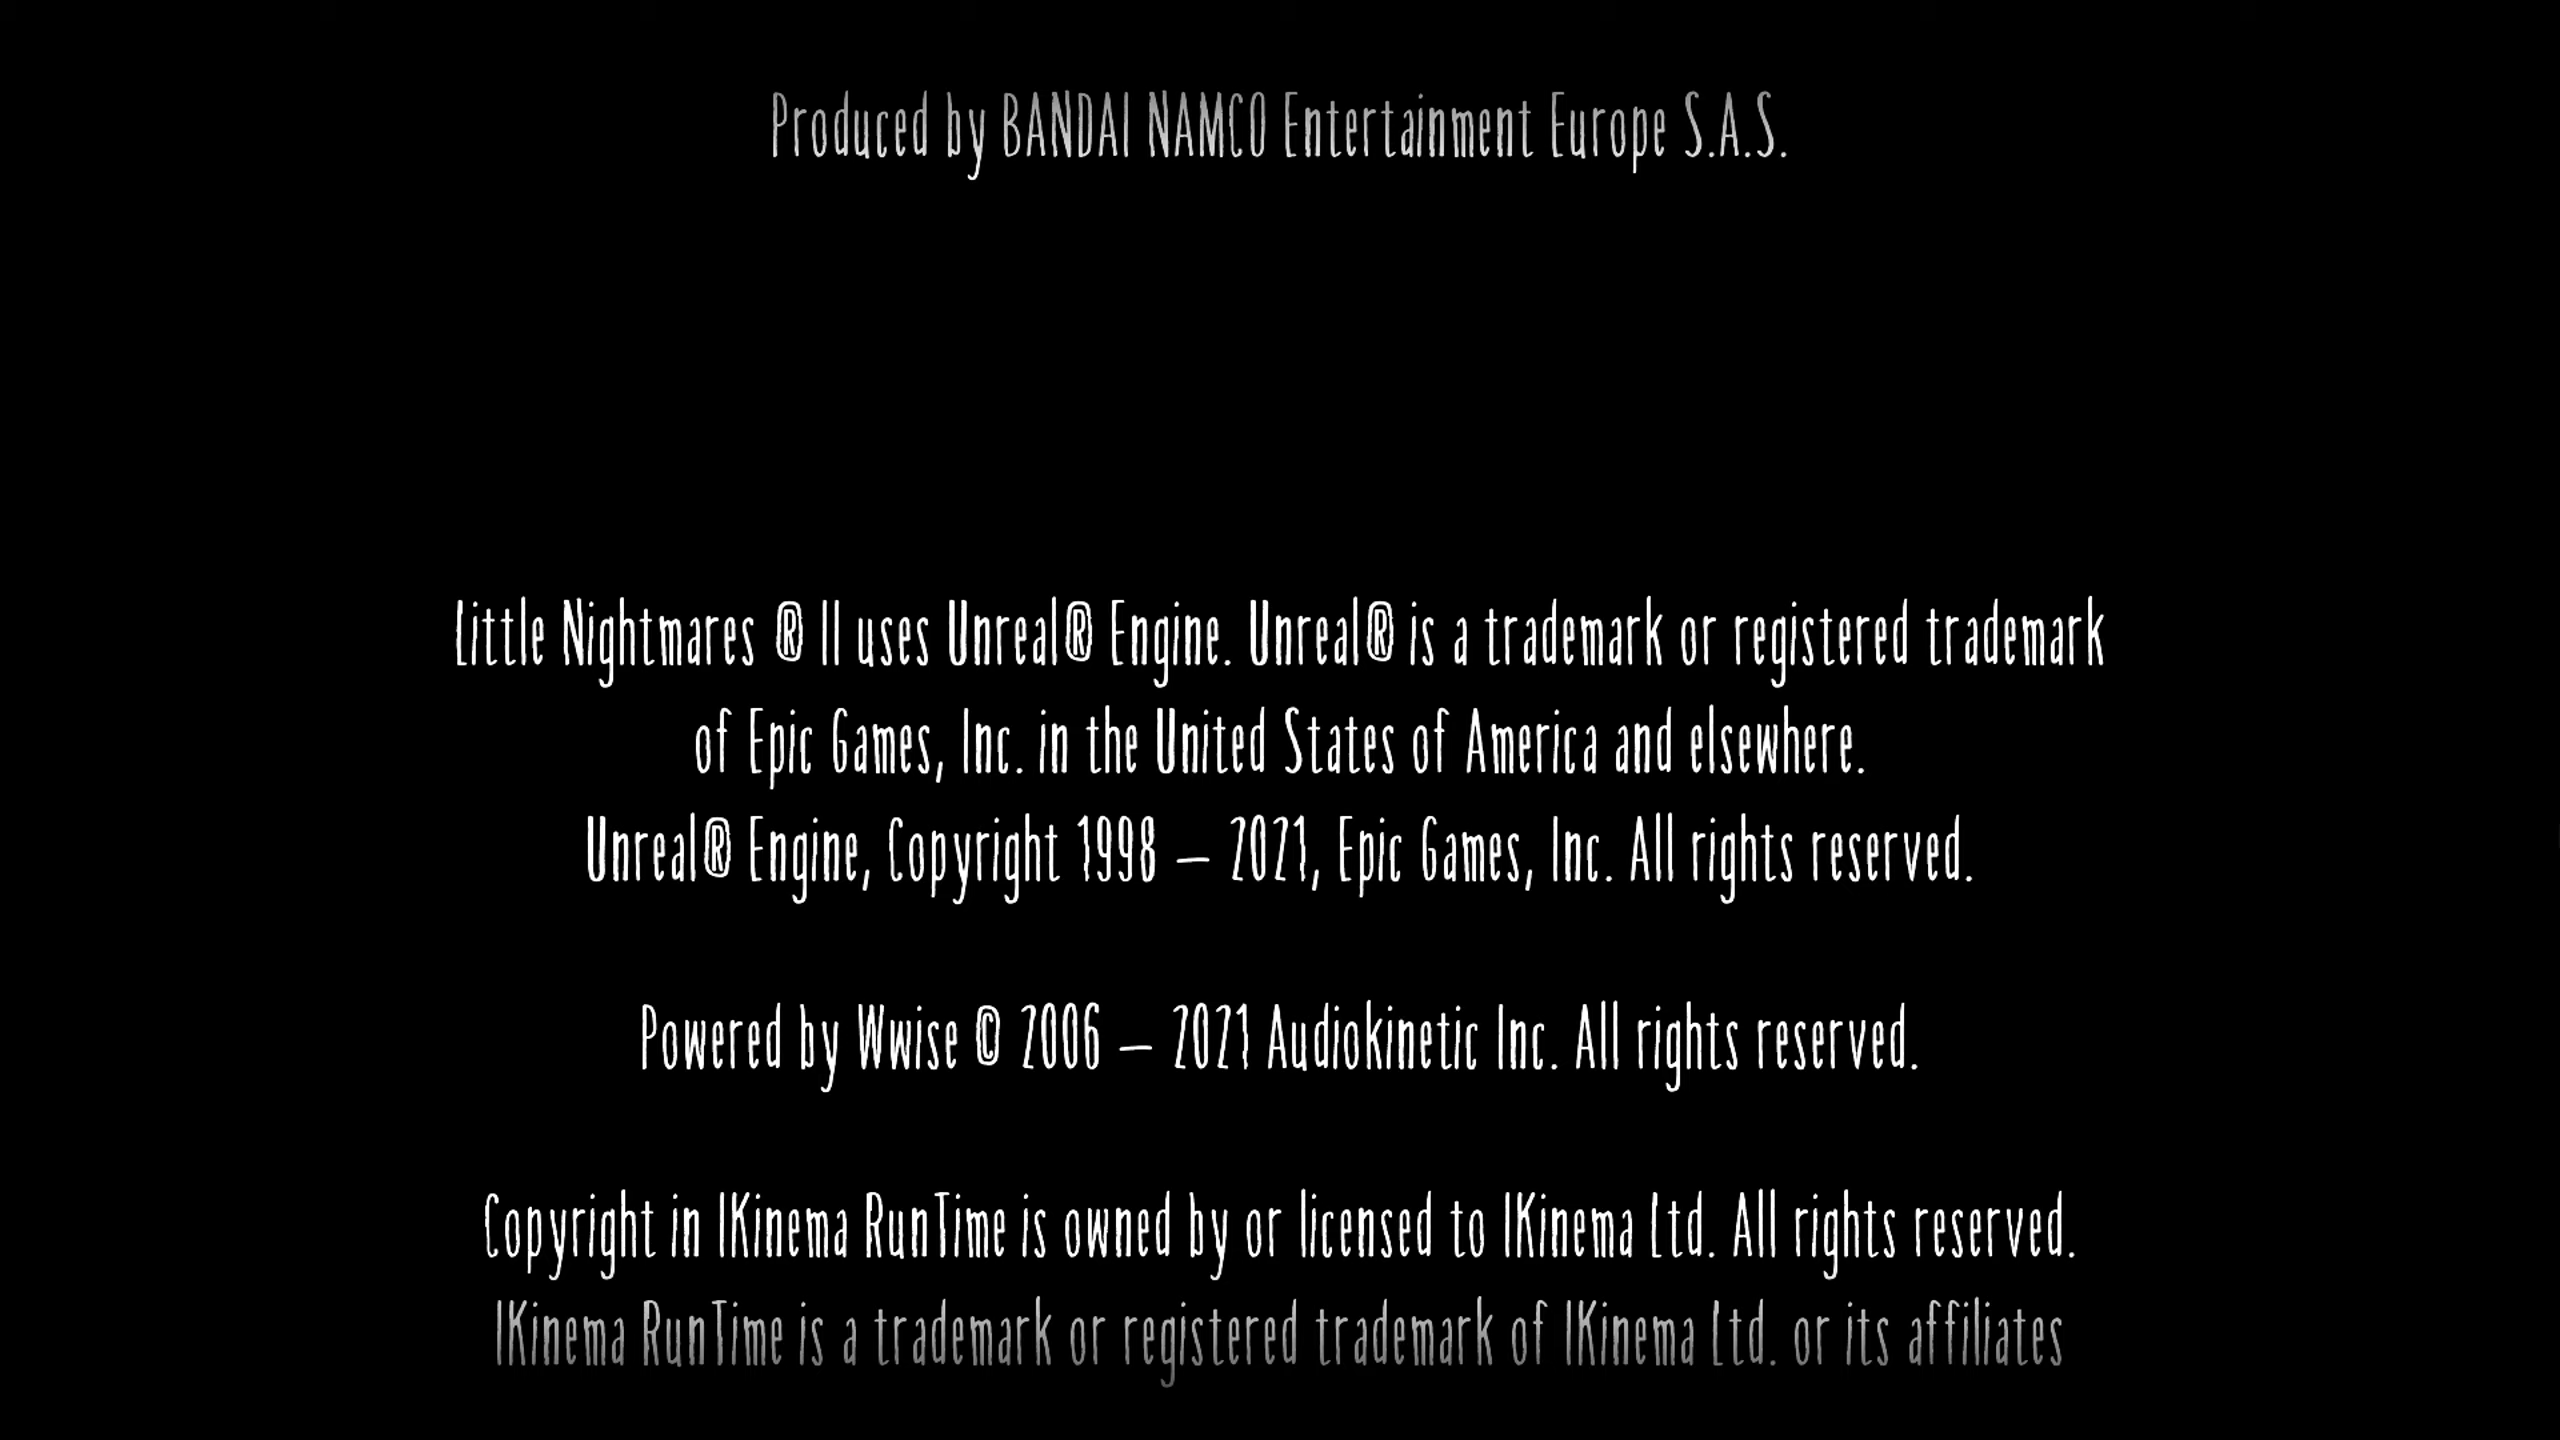 Produced by BANDAI NAMCO Entertainment Europe S.A.S.
Little Nightmares ® II uses Unreal® Engine. Unreal® is a trademark or registered trademark
of Epic Games, Inc. in the United States of America and elsewhere.
Unreal® Engine, Copyright 1998 – 2021, Epic Games, Inc. All rights reserved.
Powered by Wwise © 2006 – 2021 Audiokinetic Inc. All rights reserved.
Copyright in IKinema RunTime is owned by or licensed to IKinema Ltd. All rights reserved.
IKinema RunTime is a trademark or registered trademark of IKinema Ltd. or its affiliates